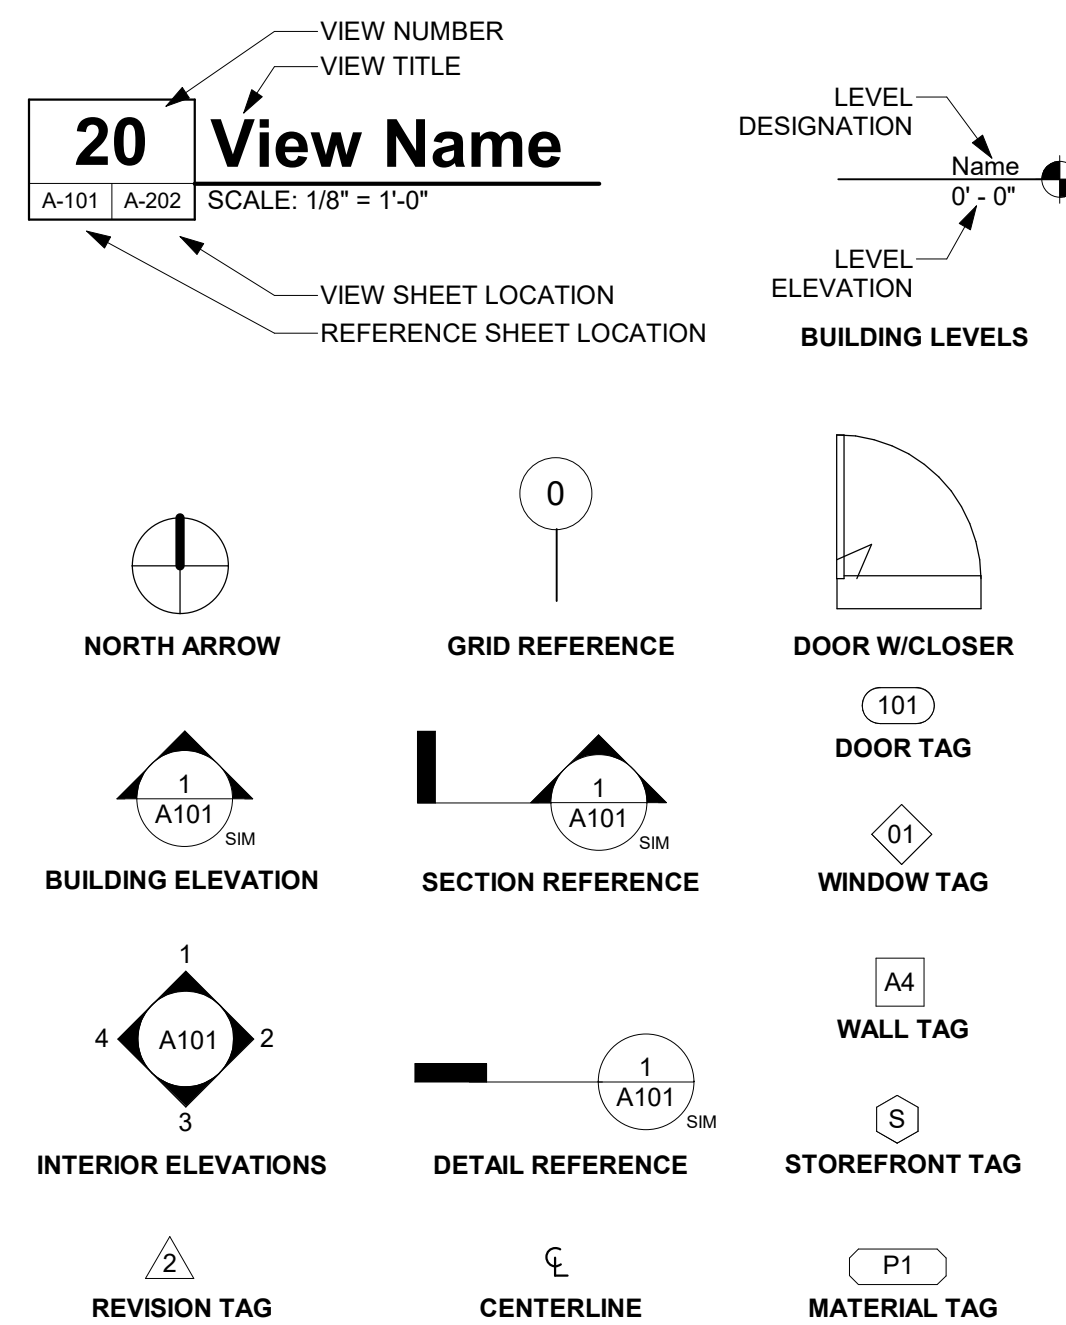 VIEW NUMBER
VIEW TITLE
20
View Name
A-101
A-202
SCALE: 1/8" = 1'-0"
VIEW SHEET LOCATION
REFERENCE SHEET LOCATION
LEVEL
DESIGNATION
Name
0' - 0"
LEVEL
ELEVATION
BUILDING LEVELS
NORTH ARROW
0
GRID REFERENCE
DOOR W/CLOSER
101
DOOR TAG
1
A101
SIM
BUILDING ELEVATION
1
A101
SIM
SECTION REFERENCE
01
WINDOW TAG
1
4
A101
2
3
INTERIOR ELEVATIONS
1
A101
SIM
DETAIL REFERENCE
A4
WALL TAG
S
STOREFRONT TAG
2
REVISION TAG
℄
CENTERLINE
P1
MATERIAL TAG